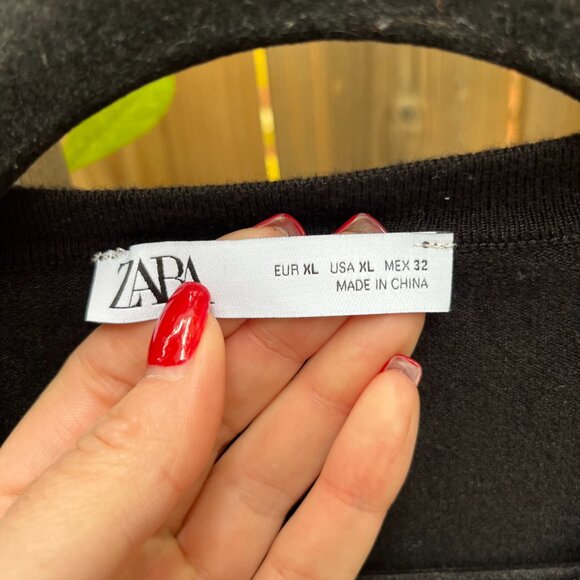 ZARA
EUR XL USA XL MEX 32
MADE IN CHINA